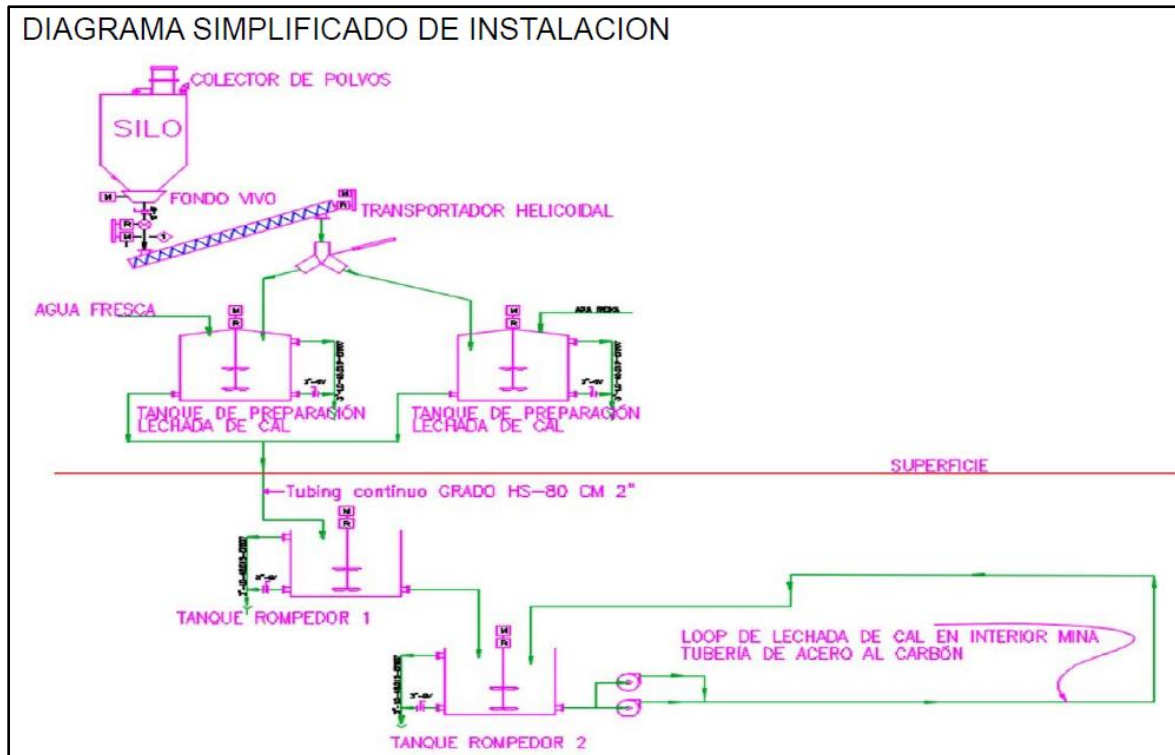 DIAGRAMA SIMPLIFICADO DE INSTALACION
COLECTOR DE POLVOS
SILO
M
FONDO VIVO
R
M
1
M
R
TRANSPORTADOR HELICOIDAL
AGUA FRESCA
M
R
M
R
TANQUE DE PREPARACIÓN
LECHADA DE CAL
TANQUE DE PREPARACIÓN
LECHADA DE CAL
SUPERFICIE
Tubing continuo GRADO HS-80 CM 2"
M
R
TANQUE ROMPEDOR 1
M
R
LOOP DE LECHADA DE CAL EN INTERIOR MINA
TUBERÍA DE ACERO AL CARBÓN
TANQUE ROMPEDOR 2